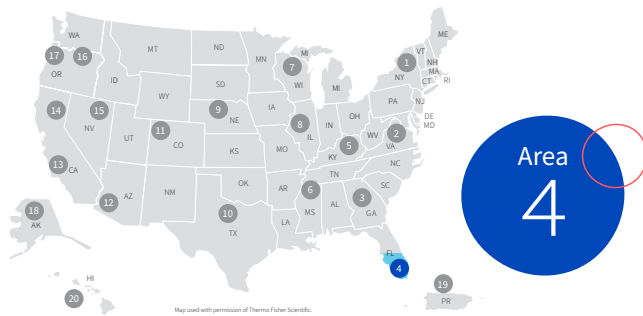 ME
WA
VT
ND
MT
MN
MI
17
16
1
NH
WI
7
MA
OR
ID
SD
NY
CT
RI
MI
WY
9
IA
PA
NJ
14
15
NE
8
OH
DE
NV
IL
IN
MD
UT
11
CO
WV
2
VA
5
KS
MO
KY
13
CA
NC
TN
OK
AR
SC
12
AZ
NM
6
3
MS
AL
GA
10
TX
LA
18
AK
FL
4
HI
19
20
PR
Area
4
Map used with permission of Thermo Fisher Scientific.